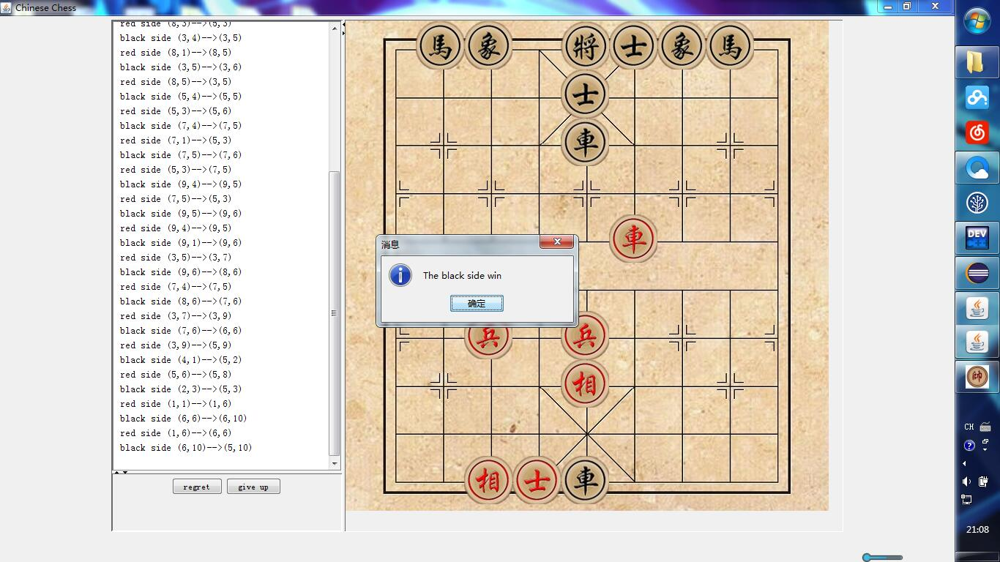 Chinese Chess
red side (8,3)-->(5,3)
black side (3,4)-->(3,5)
red side (8,1)-->(8,5)
black side (3,5)-->(3,6)
red side (8,5)-->(3,5)
black side (5,4)-->(5,5)
red side (5,3)-->(5,6)
black side (7,4)-->(7,5)
red side (7,1)-->(5,3)
black side (7,5)-->(7,6)
red side (5,3)-->(7,5)
black side (9,4)-->(9,5)
red side (7,5)-->(5,3)
black side (9,5)-->(9,6)
red side (9,4)-->(9,5)
black side (9,1)-->(9,6)
red side (3,5)-->(3,7)
black side (9,6)-->(8,6)
red side (7,4)-->(7,5)
black side (8,6)-->(7,6)
red side (3,7)-->(3,9)
black side (7,6)-->(6,6)
red side (3,9)-->(5,9)
black side (4,1)-->(5,2)
red side (5,6)-->(5,8)
black side (2,3)-->(5,3)
red side (1,1)-->(1,6)
black side (6,6)-->(6,10)
red side (1,6)-->(6,6)
black side (6,10)-->(5,10)
regret give up
馬 象 將 士 象 馬
士
車
車
消息
The black side win
确定
兵 兵
相
相 士 車
DEV
C++
帥
CH
21:08